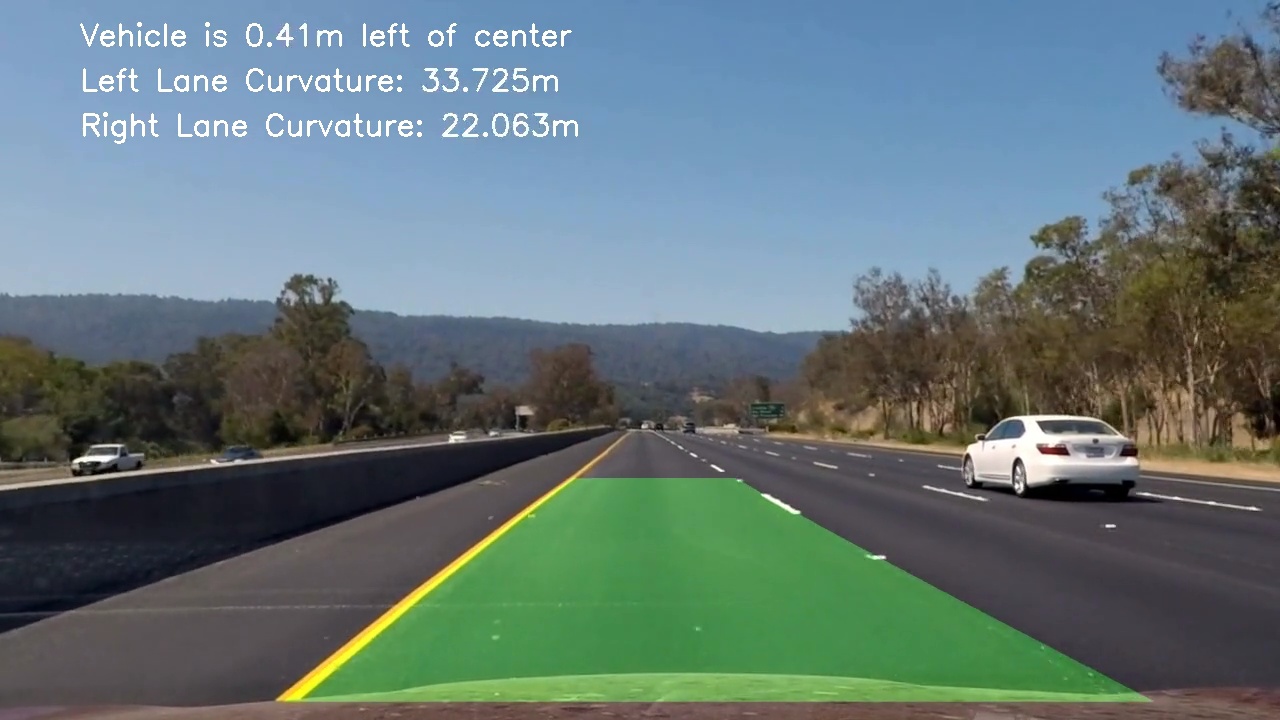 Vehicle is 0.41m left of center
Left Lane Curvature: 33.725m
Right Lane Curvature: 22.063m